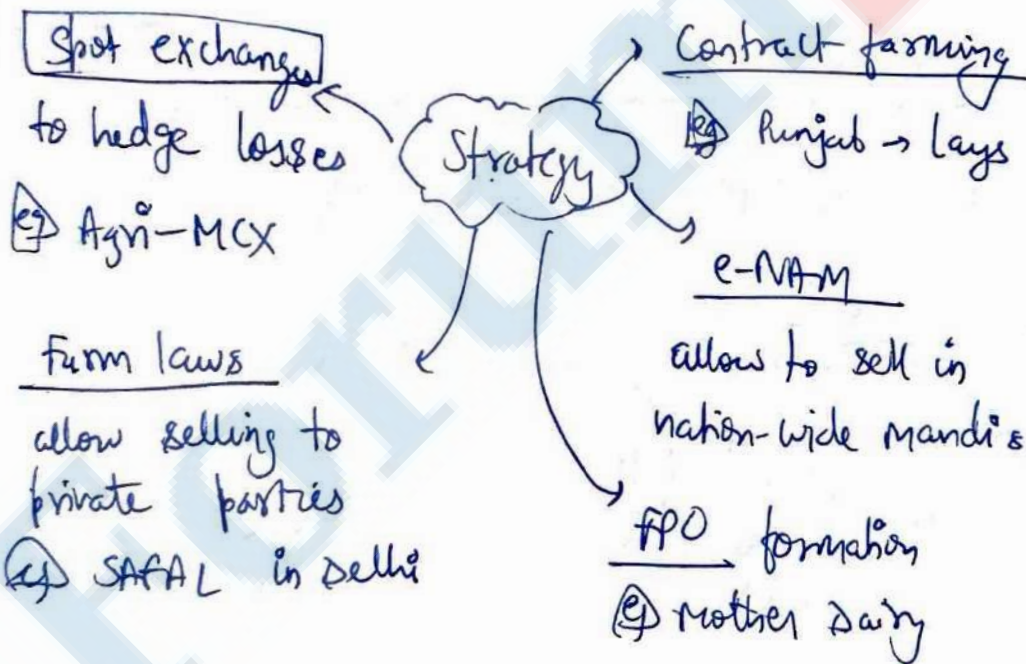 Spot exchanges
to hedge losses
eg Agri-MCX
Strategy
Contract farming
eg Punjab → Lays
e-NAM
allow to sell in
nation-wide mandis
Farm laws
allow selling to
private parties
eg SAFAL in Delhi
FPO formation
eg Mother Dairy
Forum